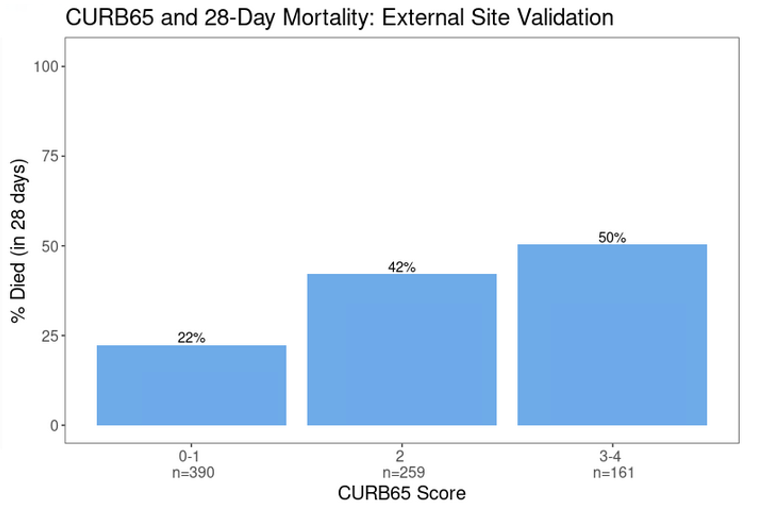 CURB65 and 28-Day Mortality: External Site Validation
% Died (in 28 days)
100
75
50
25
0
22%
42%
50%
0-1
n=390
2
n=259
3-4
n=161
CURB65 Score